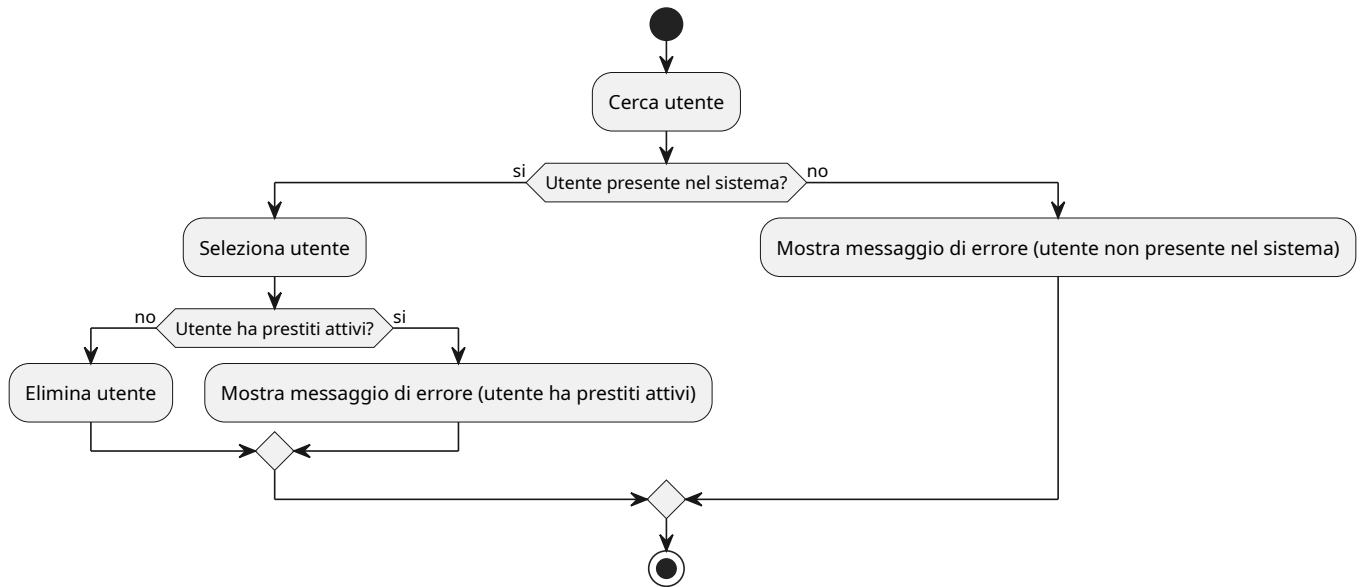 Cerca utente
si
Utente presente nel sistema?
no
Seleziona utente
Mostra messaggio di errore (utente non presente nel sistema)
no
Utente ha prestiti attivi?
si
Elimina utente
Mostra messaggio di errore (utente ha prestiti attivi)